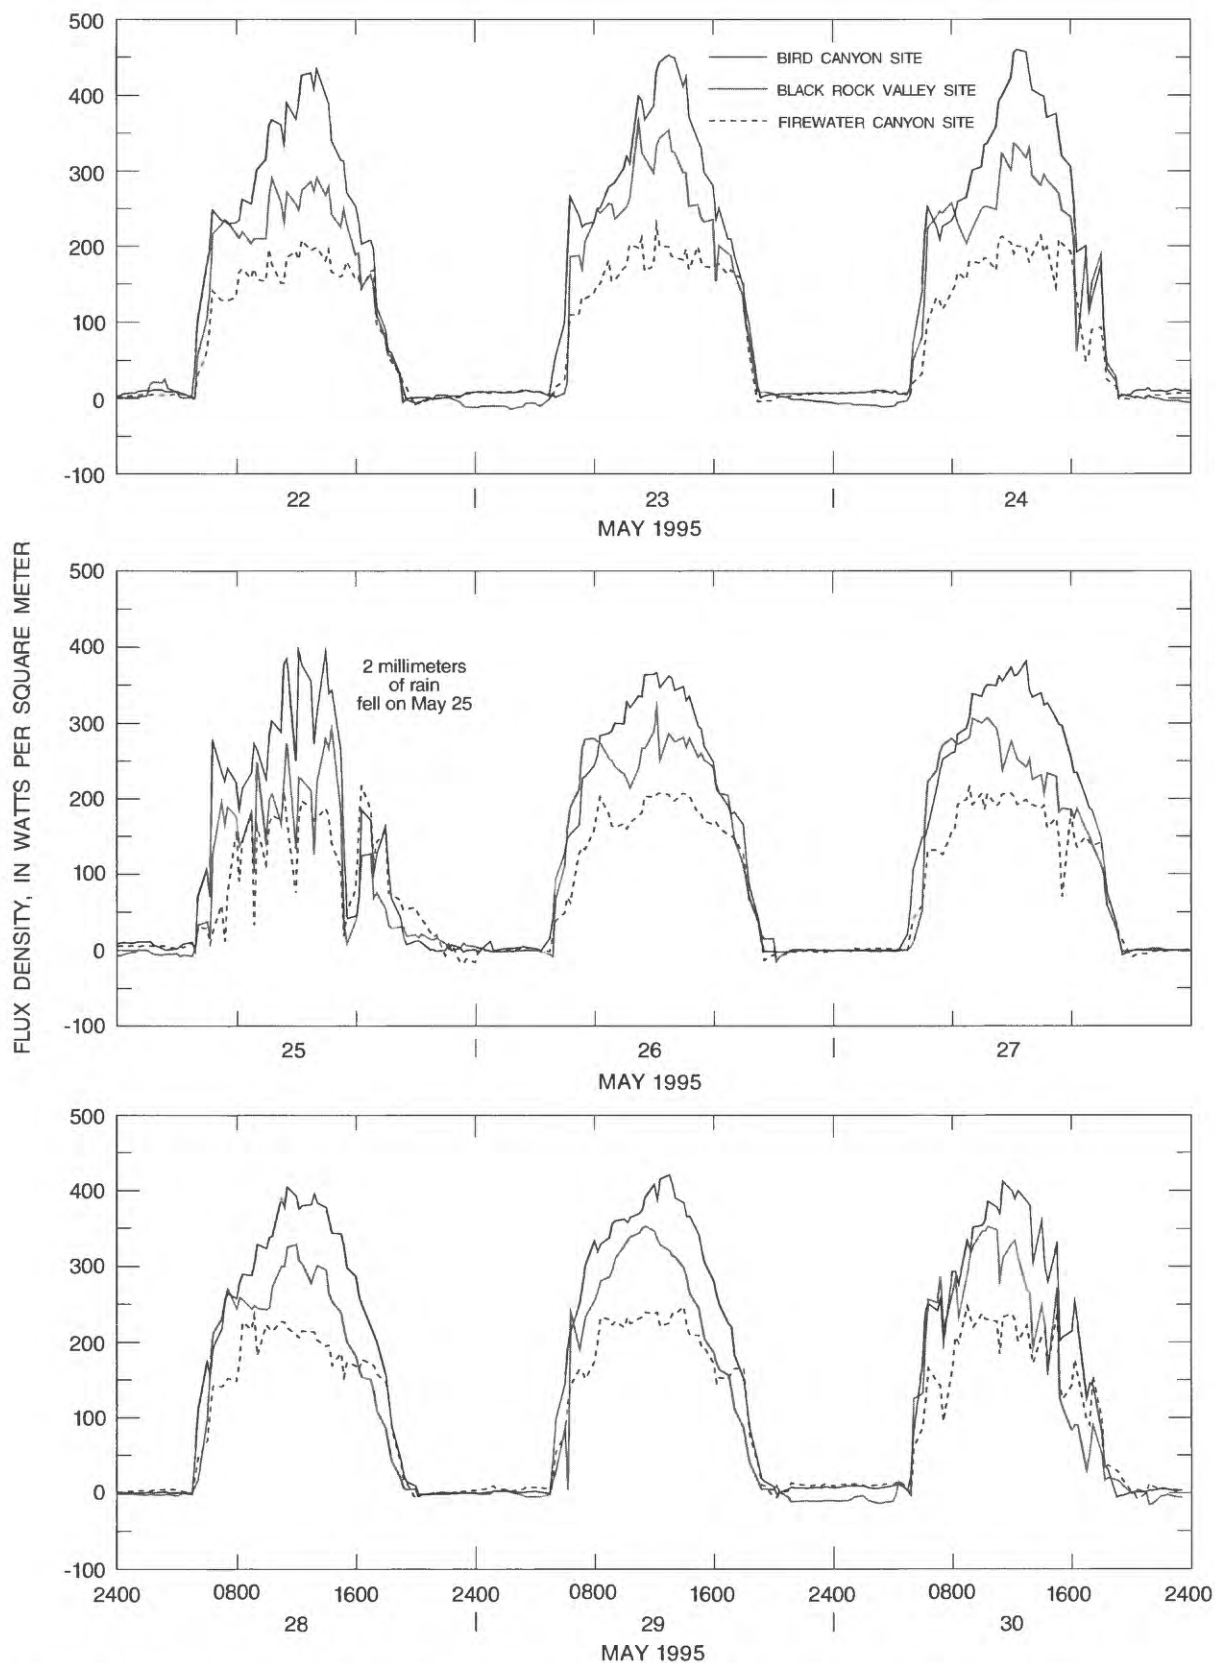 500
400
300
200
100
0
-100
BIRD CANYON SITE
BLACK ROCK VALLEY SITE
FIREWATER CANYON SITE
22 | 23 | 24
MAY 1995
FLUX DENSITY, IN WATTS PER SQUARE METER
500
400
300
200
100
0
-100
2 millimeters
of rain
fell on May 25
25 | 26 | 27
MAY 1995
500
400
300
200
100
0
-100
2400 0800 1600 2400 0800 1600 2400 0800 1600 2400
28 | 29 | 30
MAY 1995